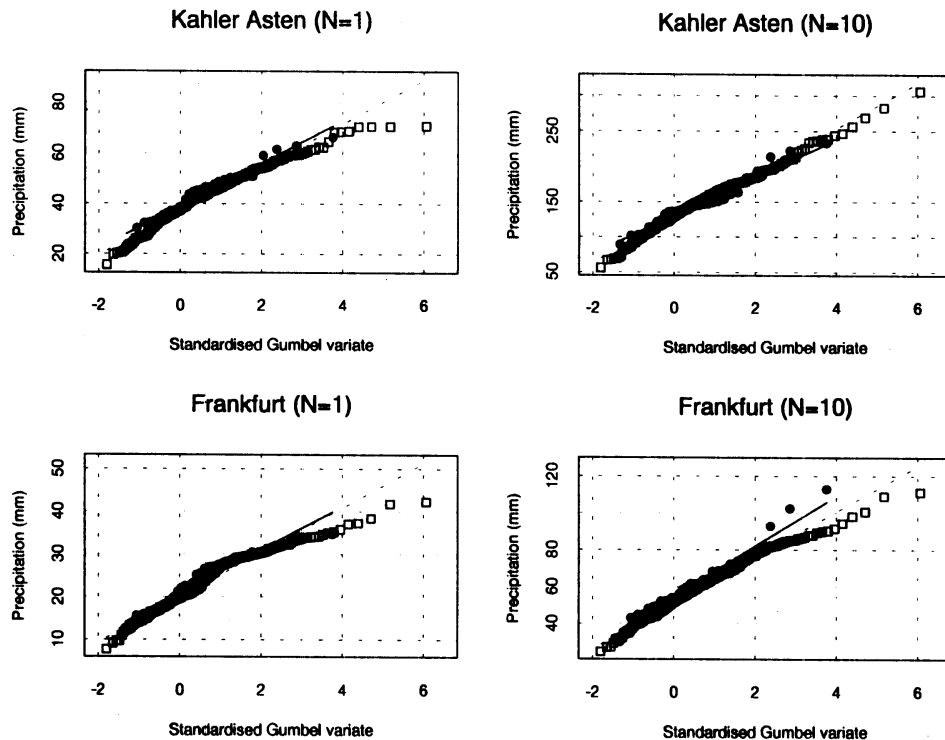 Kahler Asten (N=1)
Precipitation (mm)
80
60
40
20
-2 0 2 4 6
Standardised Gumbel variate
Kahler Asten (N=10)
Precipitation (mm)
250
150
50
-2 0 2 4 6
Standardised Gumbel variate
Frankfurt (N=1)
Precipitation (mm)
50
40
30
20
10
-2 0 2 4 6
Standardised Gumbel variate
Frankfurt (N=10)
Precipitation (mm)
120
80
60
40
-2 0 2 4 6
Standardised Gumbel variate